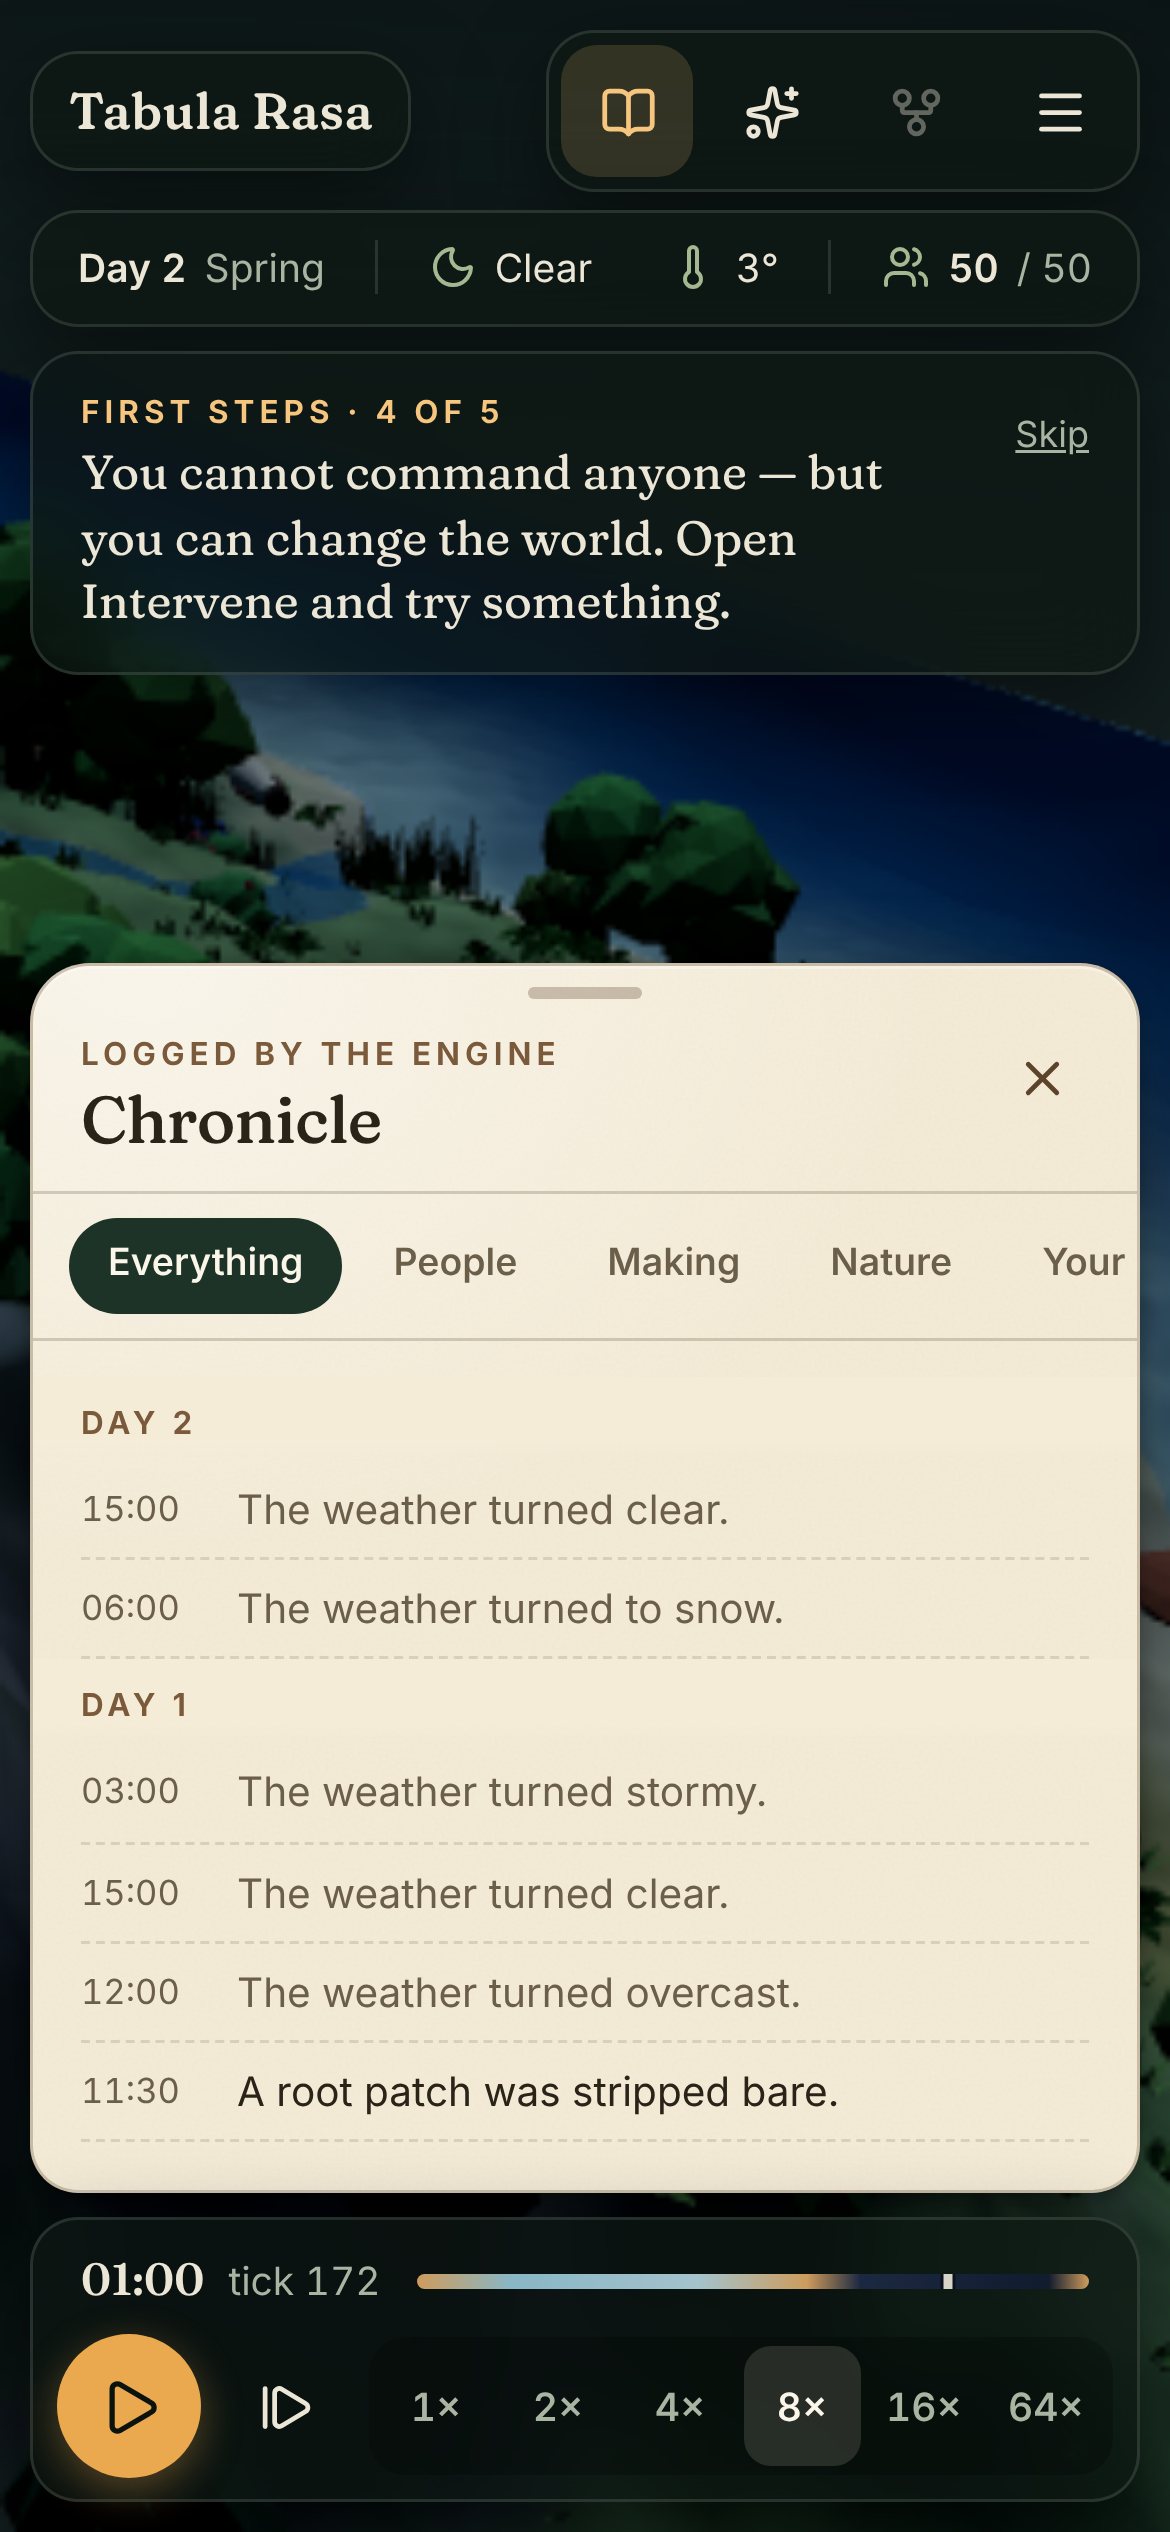 Tabula Rasa
Day 2 Spring Clear 3° 50 / 50
FIRST STEPS · 4 OF 5
Skip
You cannot command anyone — but
you can change the world. Open
Intervene and try something.
LOGGED BY THE ENGINE
Chronicle
Everything People Making Nature Your
DAY 2
15:00 The weather turned clear.
06:00 The weather turned to snow.
DAY 1
03:00 The weather turned stormy.
15:00 The weather turned clear.
12:00 The weather turned overcast.
11:30 A root patch was stripped bare.
01:00 tick 172
1× 2× 4× 8× 16× 64×